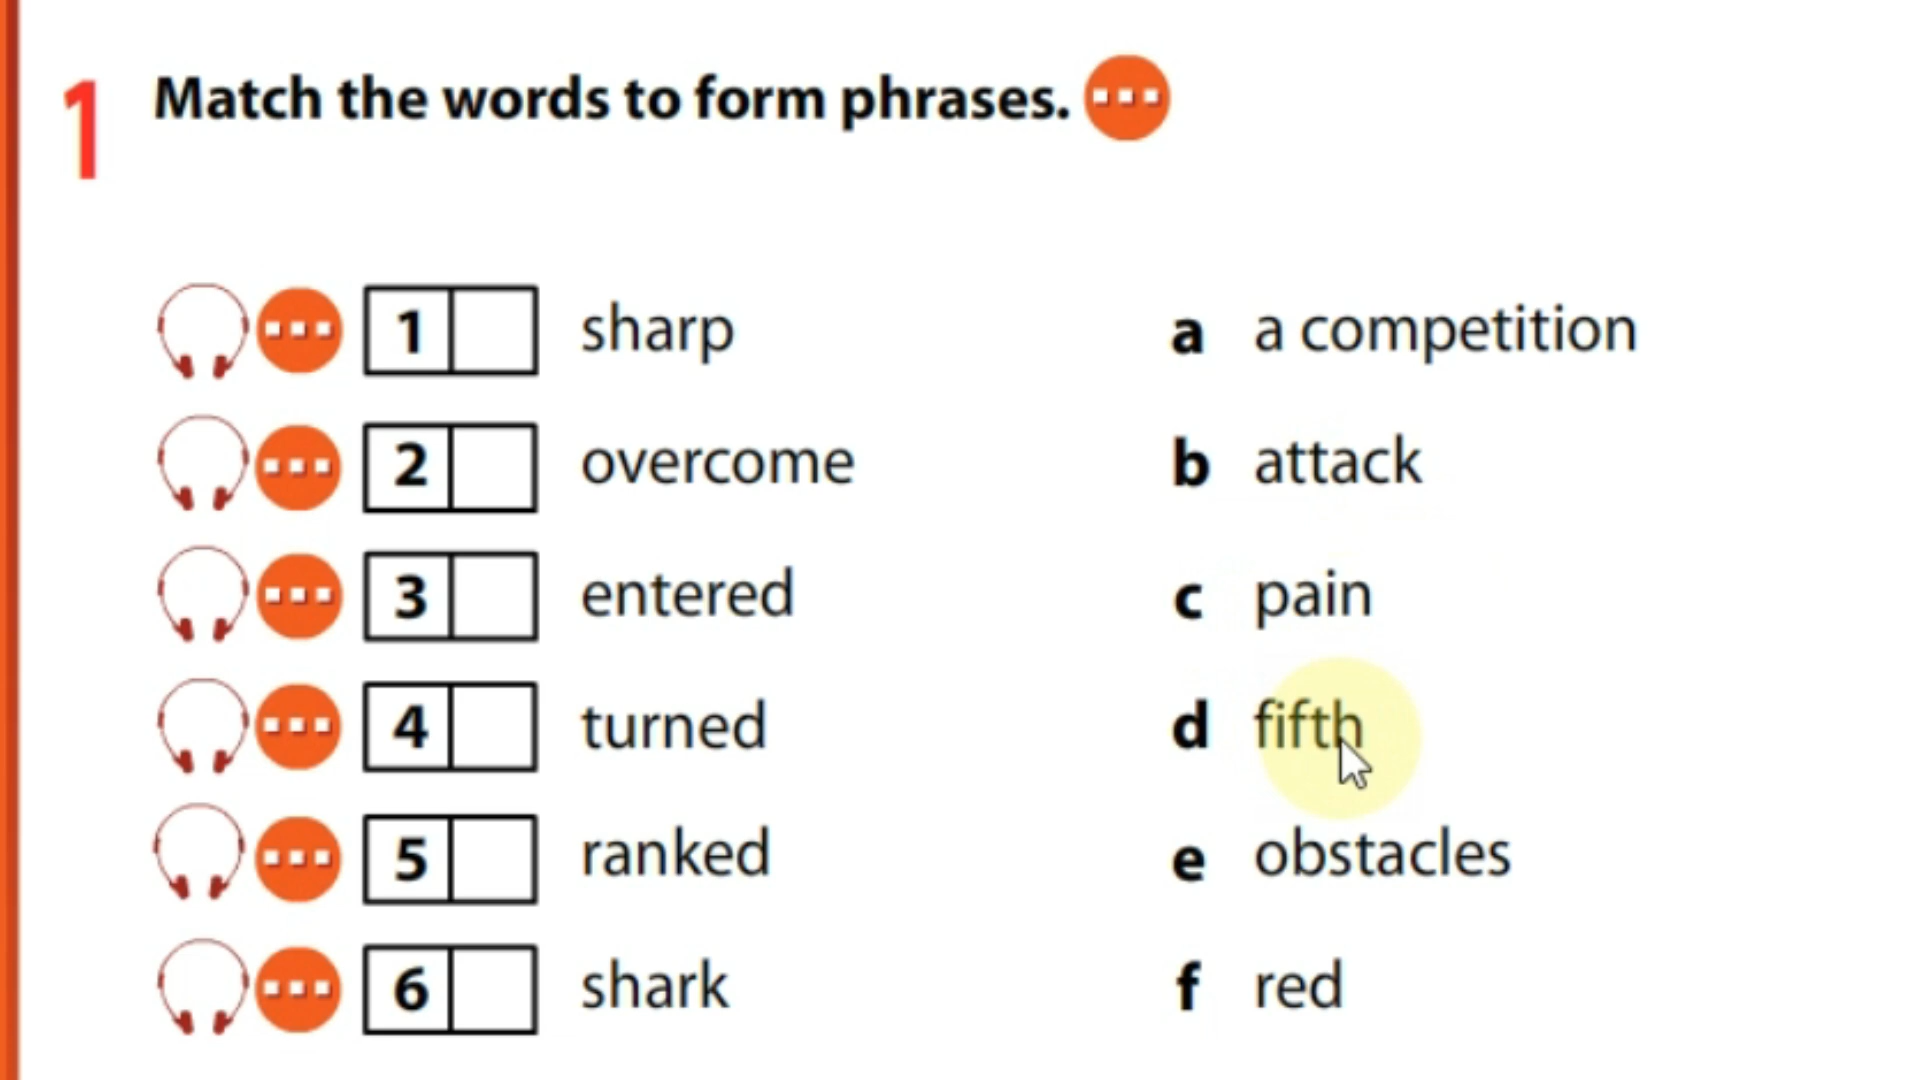 1 Match the words to form phrases.
1 sharp a a competition
2 overcome b attack
3 entered c pain
4 turned d fifth
5 ranked e obstacles
6 shark f red